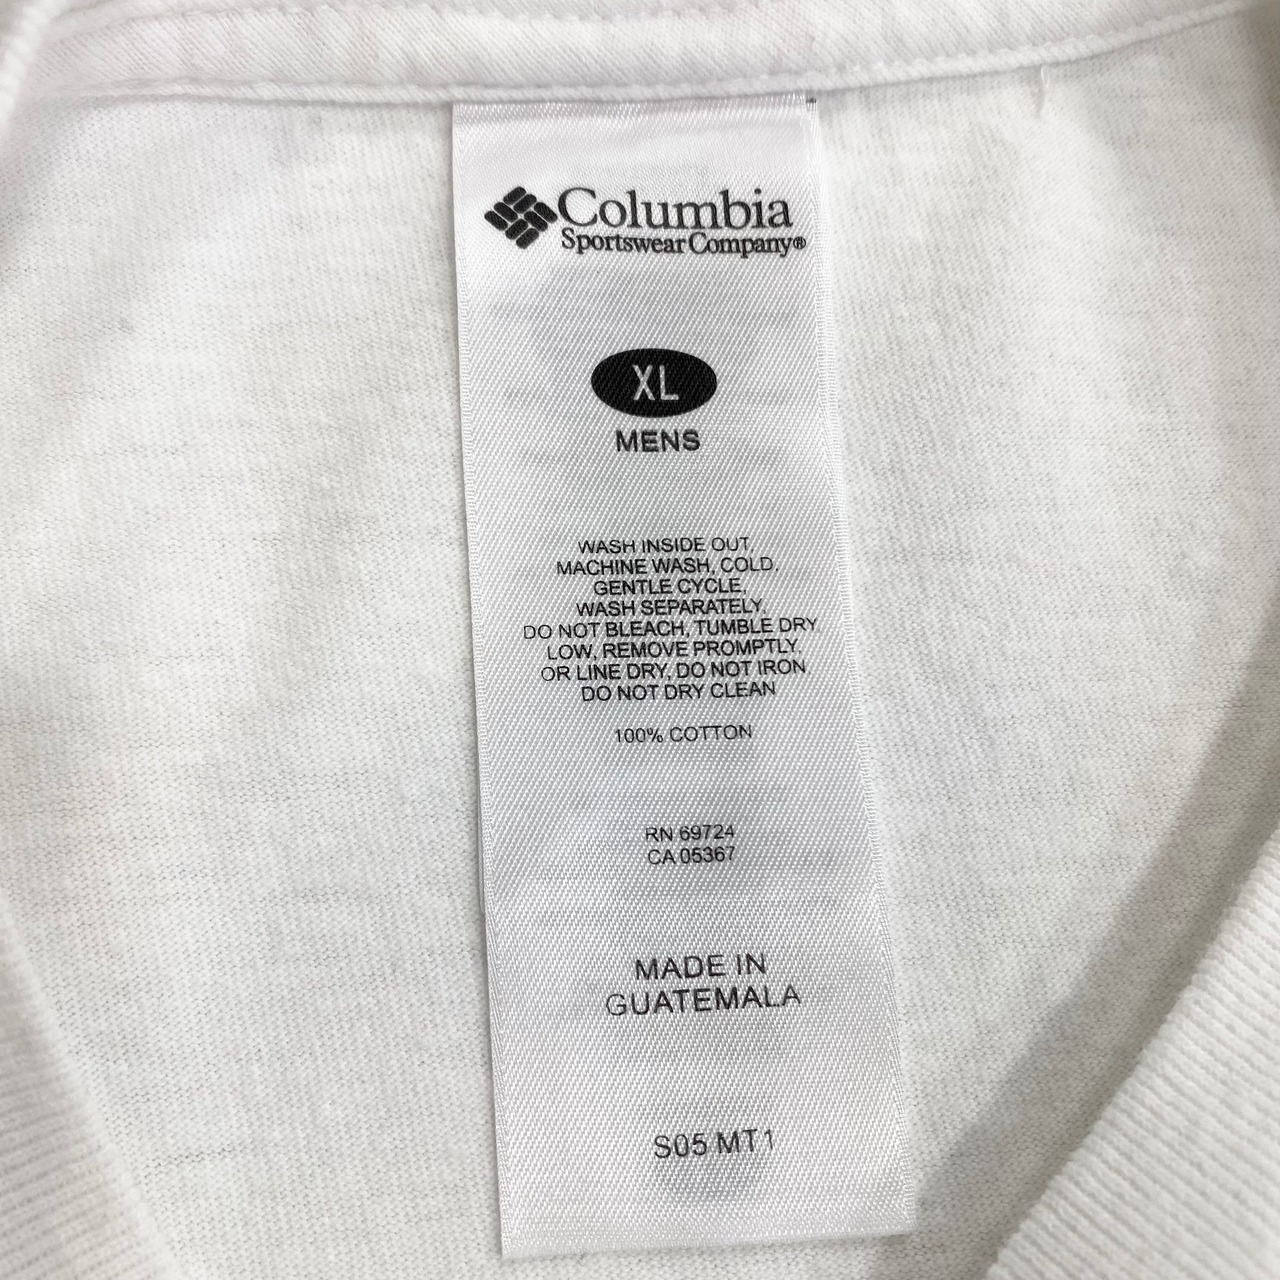 Columbia
Sportswear Company®
XL
MENS
WASH INSIDE OUT,
MACHINE WASH, COLD,
GENTLE CYCLE,
WASH SEPARATELY,
DO NOT BLEACH, TUMBLE DRY
LOW, REMOVE PROMPTLY,
OR LINE DRY, DO NOT IRON
DO NOT DRY CLEAN
100% COTTON
RN 69724
CA 05367
MADE IN
GUATEMALA
S05 MT1